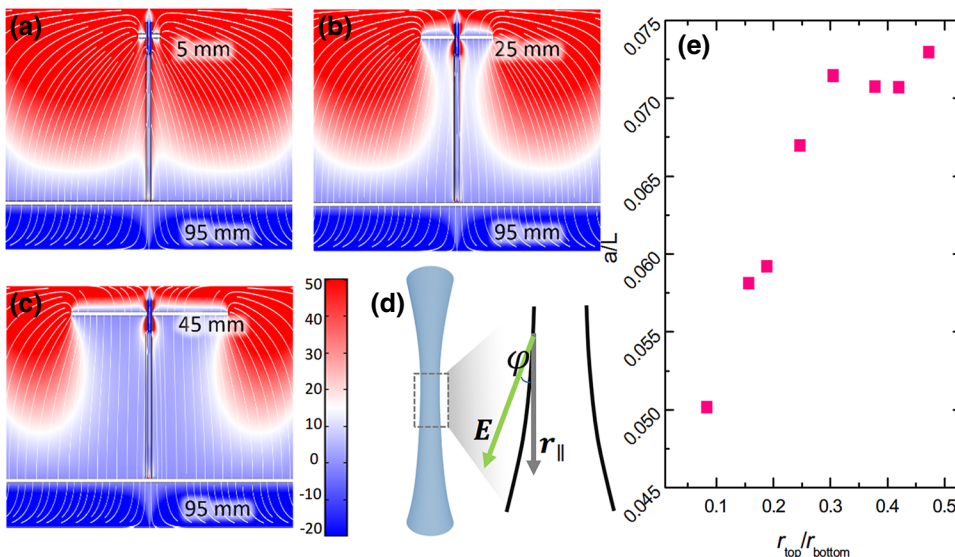 (a)
5 mm
95 mm
(b)
25 mm
95 mm
(c)
45 mm
95 mm
50
40
30
20
10
0
-10
-20
(d)
φ
E
r∥
(e)
a/L
0.075
0.070
0.065
0.060
0.055
0.050
0.045
0.1
0.2
0.3
0.4
0.5
r_top/r_bottom